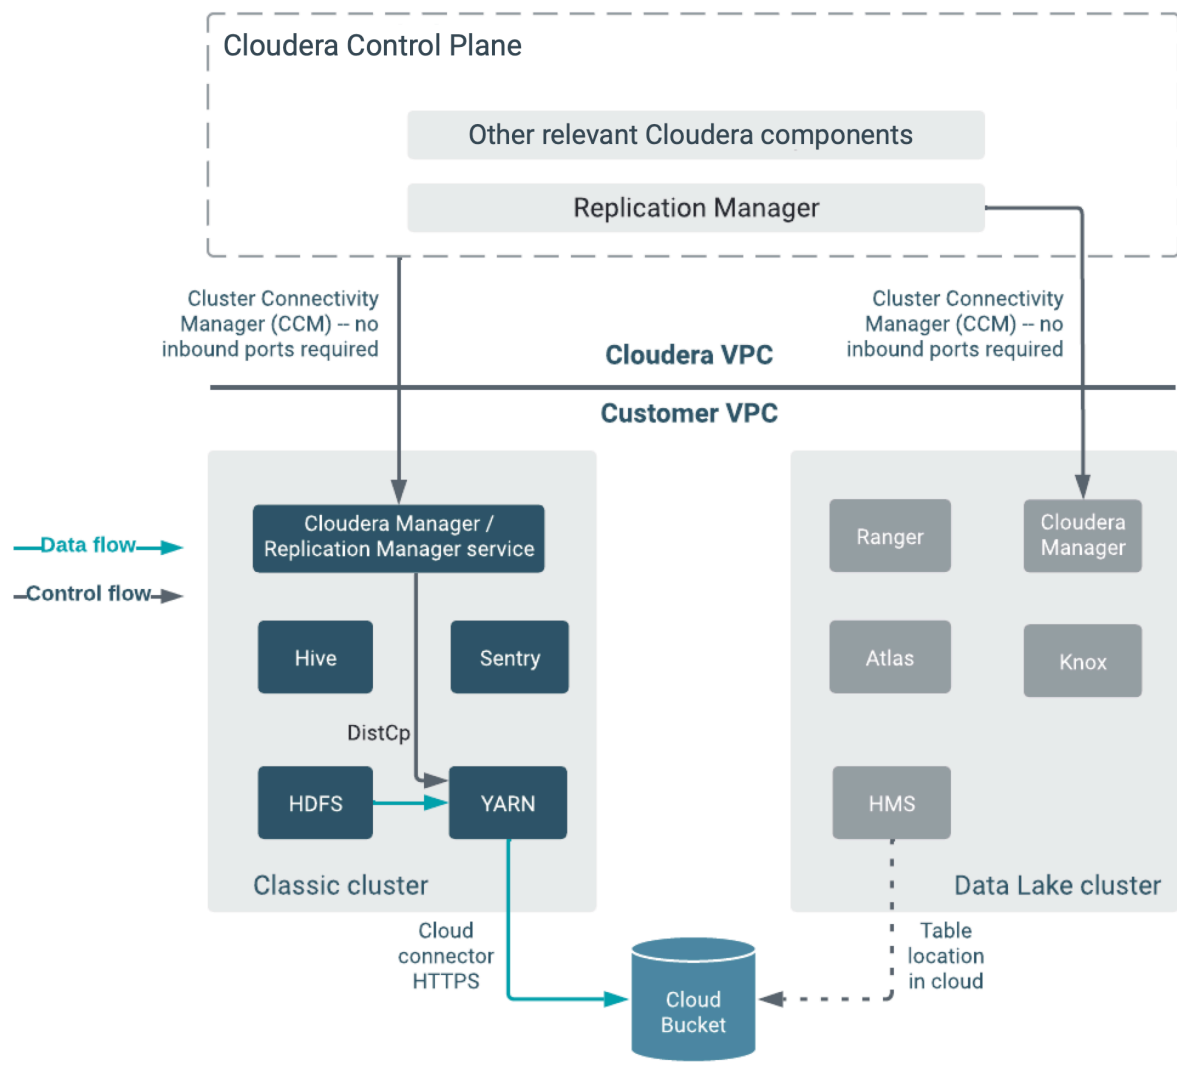 Cloudera Control Plane
Other relevant Cloudera components
Replication Manager
Cluster Connectivity
Manager (CCM) -- no
inbound ports required
Cluster Connectivity
Manager (CCM) -- no
inbound ports required
Cloudera VPC
Customer VPC
Data flow
Control flow
Cloudera Manager /
Replication Manager service
Hive
Sentry
DistCp
HDFS
YARN
Classic cluster
Ranger
Cloudera
Manager
Atlas
Knox
HMS
Data Lake cluster
Cloud
connector
HTTPS
Cloud
Bucket
Table
location
in cloud